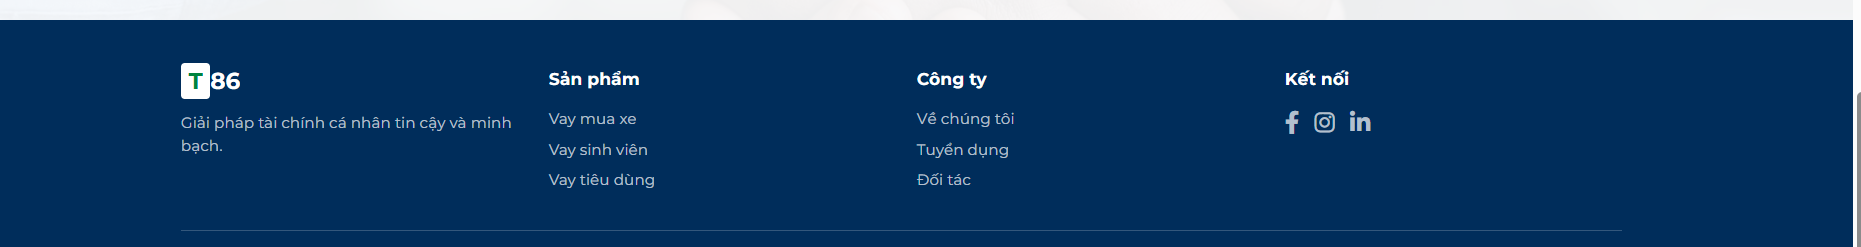 T86
Giải pháp tài chính cá nhân tin cậy và minh
bạch.
Sản phẩm
Vay mua xe
Vay sinh viên
Vay tiêu dùng
Công ty
Về chúng tôi
Tuyển dụng
Đối tác
Kết nối